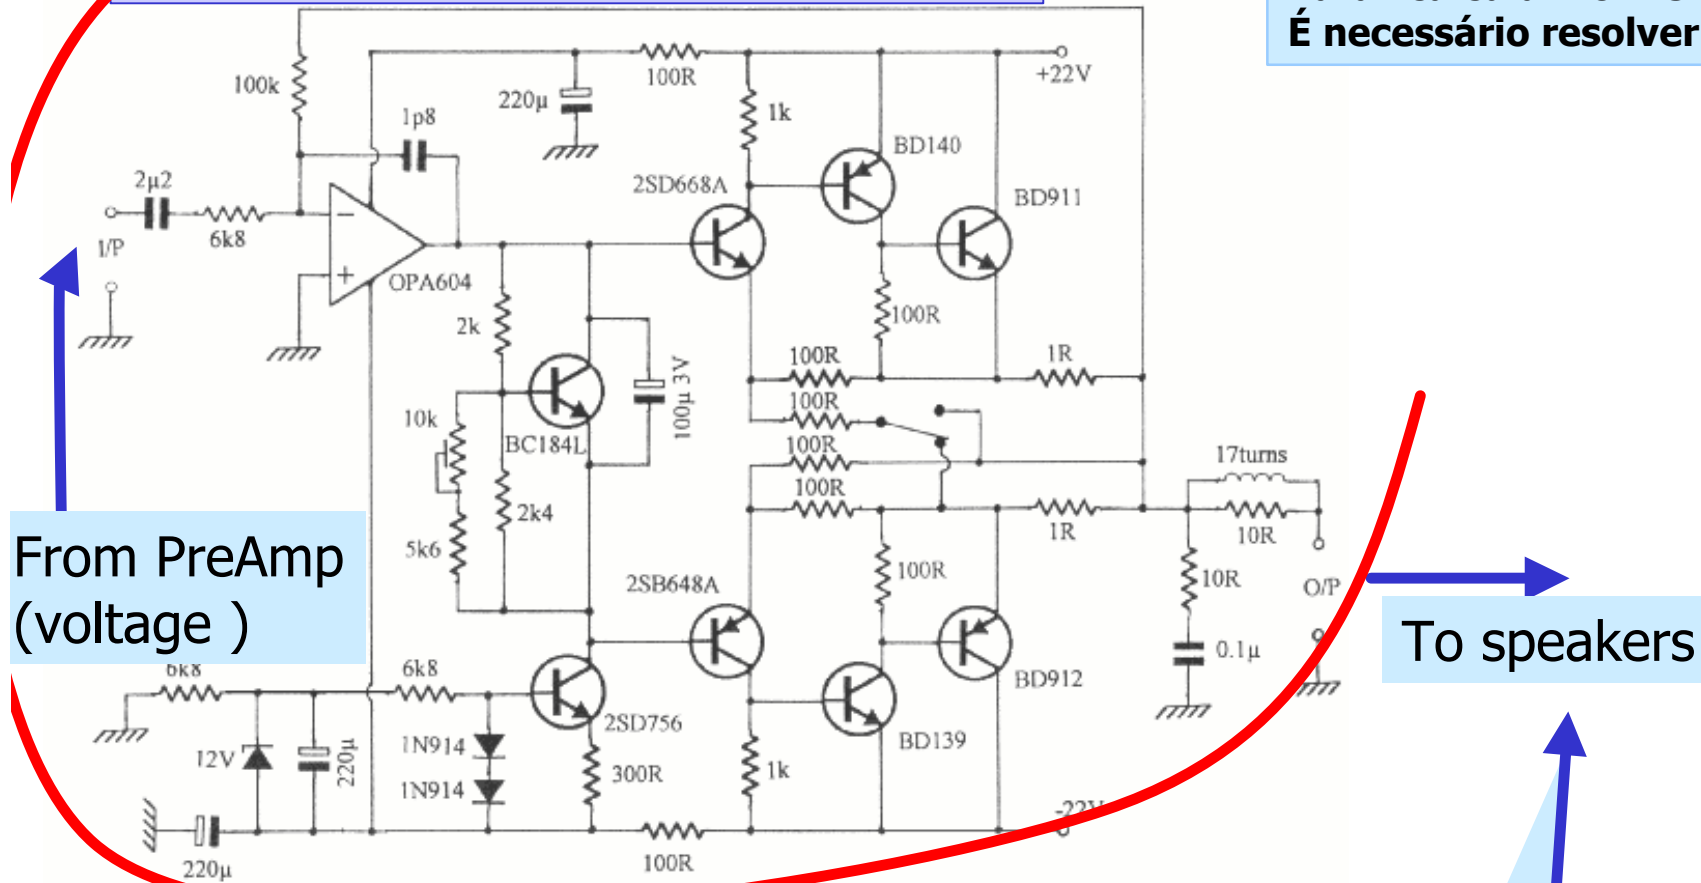 É necessário resolver
100k
1p8
220µ
100R
+22V
1k
BD140
2SD668A
BD911
2µ2
6k8
I/P
OPA604
2k
100R
100µ 3V
100R
1R
100R
10k
BC184L
100R
17turns
100R
2k4
1R
10R
From PreAmp
(voltage )
5k6
2SB648A
100R
10R
O/P
To speakers
0.1µ
6k8
6k8
BD912
2SD756
BD139
12V
220µ
1N914
300R
1k
1N914
-22V
220µ
100R